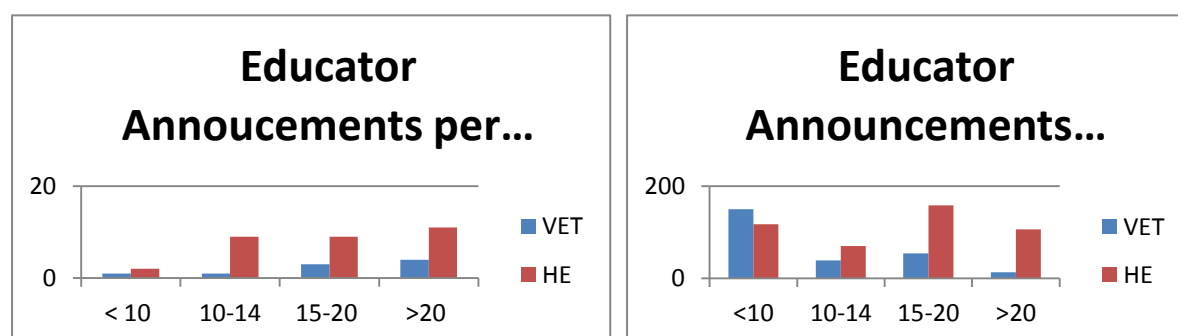 Educator
Annoucements per…
20
0
< 10
10-14
15-20
>20
VET
HE
Educator
Announcements…
200
0
<10
10-14
15-20
>20
VET
HE